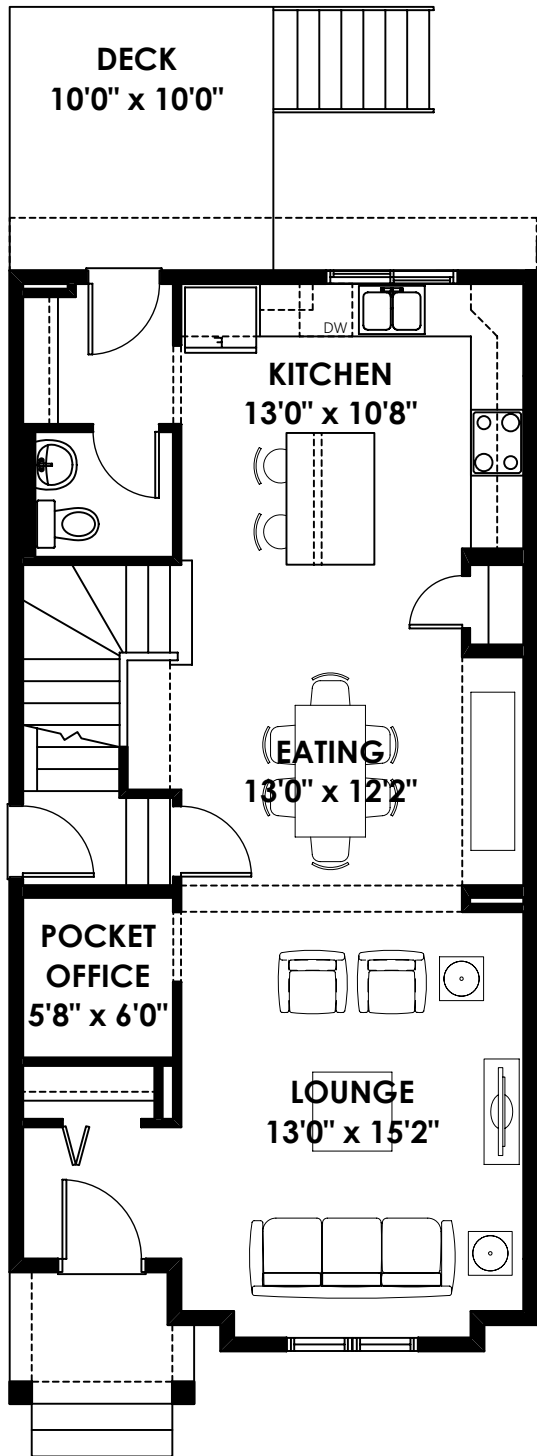 DECK
10'0" x 10'0"
DW
KITCHEN
13'0" x 10'8"
EATING
13'0" x 12'2"
POCKET
OFFICE
5'8" x 6'0"
LOUNGE
13'0" x 15'2"